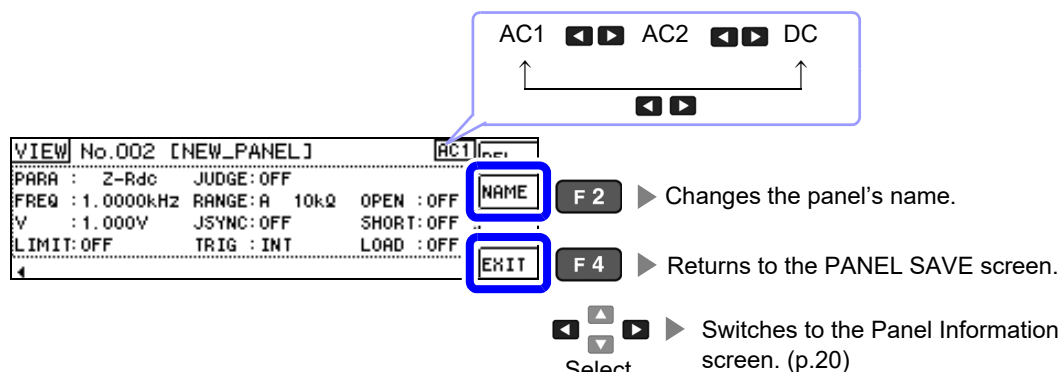 AC1 AC2 DC
VIEW No.002 [NEW_PANEL] AC1
PARA : Z-Rdc JUDGE:OFF
FREQ :1.0000kHz RANGE:A 10kΩ OPEN :OFF
V :1.000V JSYNC:OFF SHORT:OFF
LIMIT:OFF TRIG :INT LOAD :OFF
NAME F 2 Changes the panel’s name.
EXIT F 4 Returns to the PANEL SAVE screen.
Switches to the Panel Information
screen. (p.20)
Select